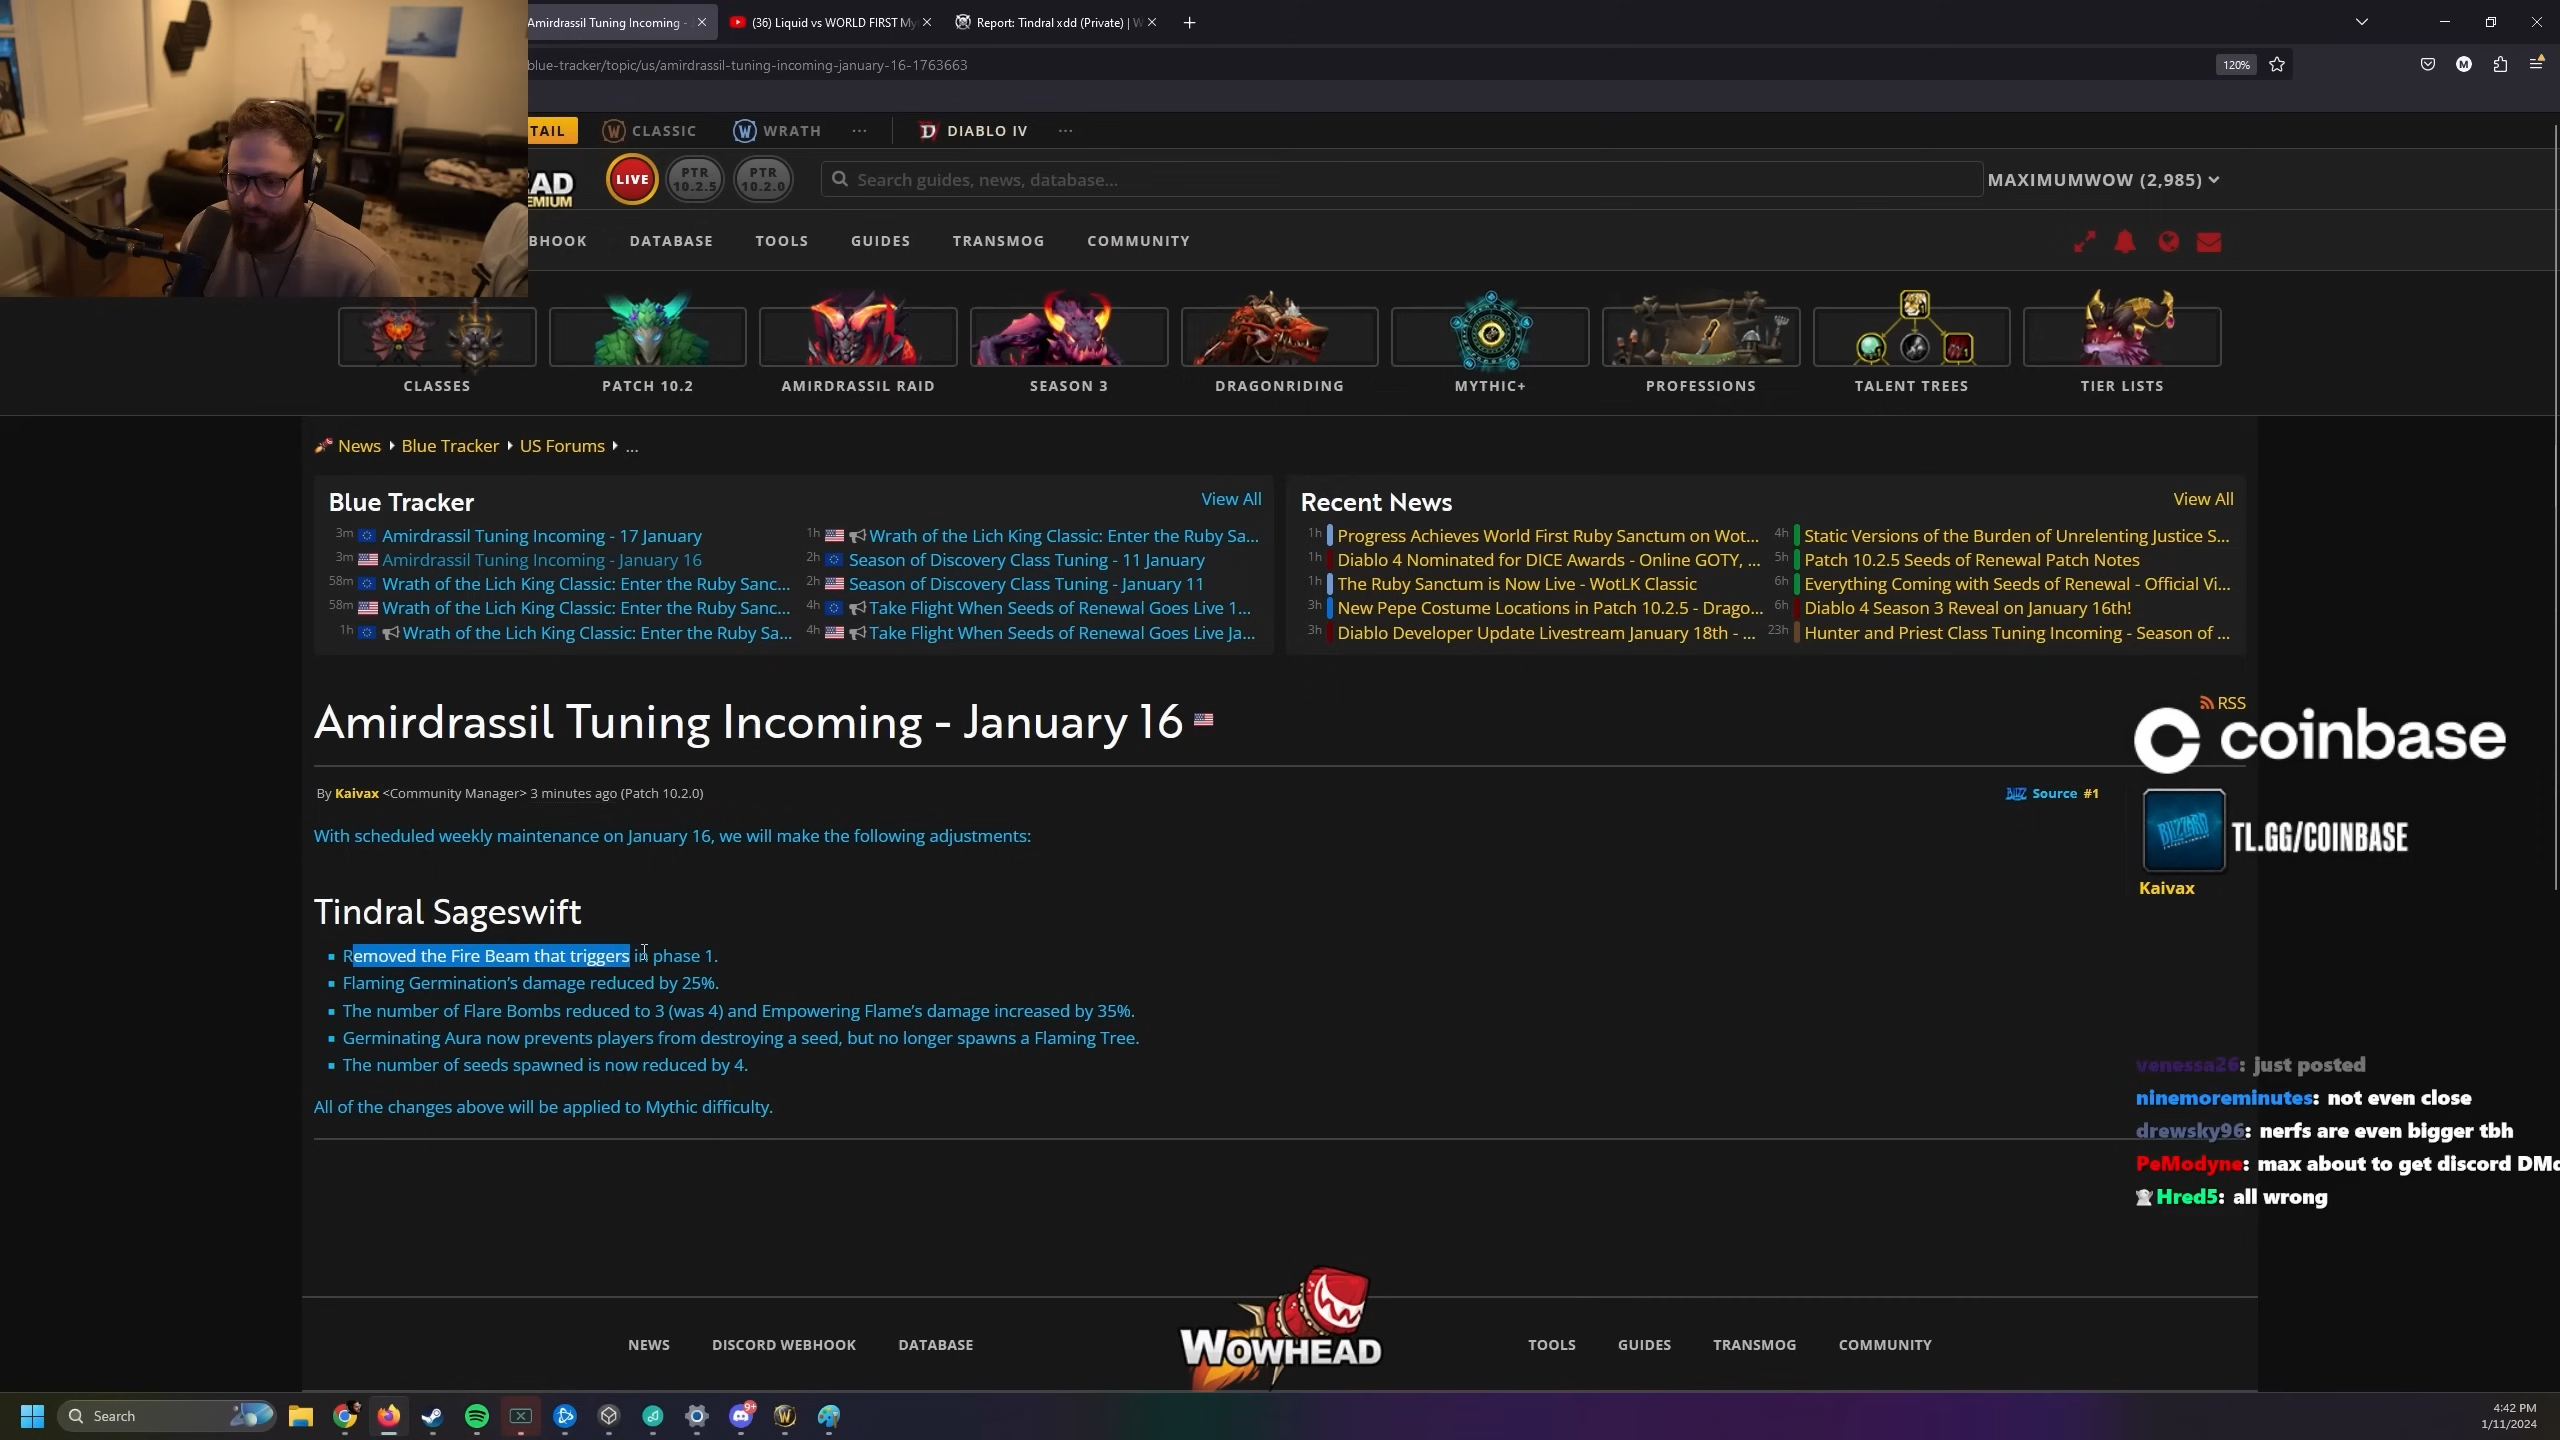 Amirdrassil Tuning Incoming -
(36) Liquid vs WORLD FIRST My
Report: Tindral xdd (Private) | W
blue-tracker/topic/us/amirdrassil-tuning-incoming-january-16-1763663
120%
M
TAIL
CLASSIC
WRATH
...
DIABLO IV
...
EAD
EMIUM
LIVE
PTR 10.2.5
PTR 10.2.0
Search guides, news, database...
MAXIMUMWOW (2,985)
BHOOK
DATABASE
TOOLS
GUIDES
TRANSMOG
COMMUNITY
CLASSES
PATCH 10.2
AMIRDRASSIL RAID
SEASON 3
DRAGONRIDING
MYTHIC+
PROFESSIONS
TALENT TREES
TIER LISTS
News Blue Tracker US Forums ...
Blue Tracker
View All
3m Amirdrassil Tuning Incoming - 17 January
3m Amirdrassil Tuning Incoming - January 16
58m Wrath of the Lich King Classic: Enter the Ruby Sanc...
58m Wrath of the Lich King Classic: Enter the Ruby Sanc...
1h Wrath of the Lich King Classic: Enter the Ruby Sa...
1h Wrath of the Lich King Classic: Enter the Ruby Sa...
2h Season of Discovery Class Tuning - 11 January
2h Season of Discovery Class Tuning - January 11
4h Take Flight When Seeds of Renewal Goes Live 1...
4h Take Flight When Seeds of Renewal Goes Live Ja...
Recent News
View All
1h Progress Achieves World First Ruby Sanctum on Wot...
1h Diablo 4 Nominated for DICE Awards - Online GOTY, ...
1h The Ruby Sanctum is Now Live - WotLK Classic
3h New Pepe Costume Locations in Patch 10.2.5 - Drago...
3h Diablo Developer Update Livestream January 18th - ...
4h Static Versions of the Burden of Unrelenting Justice S...
5h Patch 10.2.5 Seeds of Renewal Patch Notes
6h Everything Coming with Seeds of Renewal - Official Vi...
6h Diablo 4 Season 3 Reveal on January 16th!
23h Hunter and Priest Class Tuning Incoming - Season of ...
RSS
Amirdrassil Tuning Incoming - January 16
coinbase
By Kaivax <Community Manager> 3 minutes ago (Patch 10.2.0)
BLIZZ Source #1
BLIZZARD
ENTERTAINMENT
TL.GG/COINBASE
Kaivax
With scheduled weekly maintenance on January 16, we will make the following adjustments:
Tindral Sageswift
Removed the Fire Beam that triggers in phase 1.
Flaming Germination’s damage reduced by 25%.
The number of Flare Bombs reduced to 3 (was 4) and Empowering Flame’s damage increased by 35%.
Germinating Aura now prevents players from destroying a seed, but no longer spawns a Flaming Tree.
The number of seeds spawned is now reduced by 4.
All of the changes above will be applied to Mythic difficulty.
venessa26: just posted
ninemoreminutes: not even close
drewsky96: nerfs are even bigger tbh
PeModyne: max about to get discord DMd
Hred5: all wrong
NEWS
DISCORD WEBHOOK
DATABASE
WOWHEAD
TOOLS
GUIDES
TRANSMOG
COMMUNITY
Search
9+
4:42 PM
1/11/2024